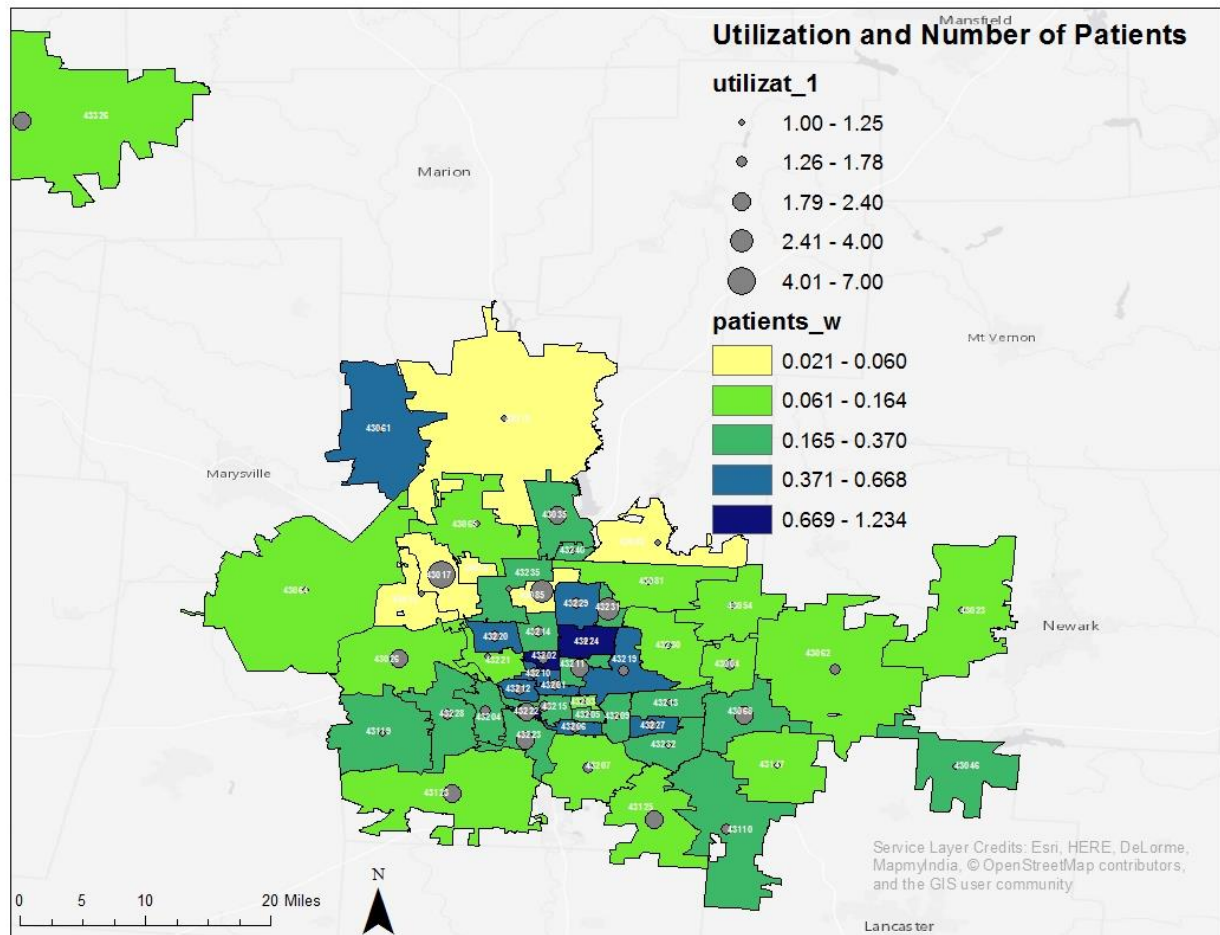 Mansfield
Utilization and Number of Patients
utilizat_1
1.00 - 1.25
1.26 - 1.78
1.79 - 2.40
2.41 - 4.00
4.01 - 7.00
patients_w
0.021 - 0.060
0.061 - 0.164
0.165 - 0.370
0.371 - 0.668
0.669 - 1.234
43326
Marion
Mt Vernon
43061
Marysville
43065
43035
43240
43017
43235
43064
43081
43229
43231
43054
43023
Newark
43220
43214
43224
43026
43221
43202
43211
43219
43230
43004
43062
43210
43212
43201
43119
43228
43204
43222
43215
43205
43209
43213
43068
43223
43206
43227
43232
43046
43207
43147
43123
43125
43110
Service Layer Credits: Esri, HERE, DeLorme,
MapmyIndia, © OpenStreetMap contributors,
and the GIS user community
N
0 5 10 20 Miles
Lancaster